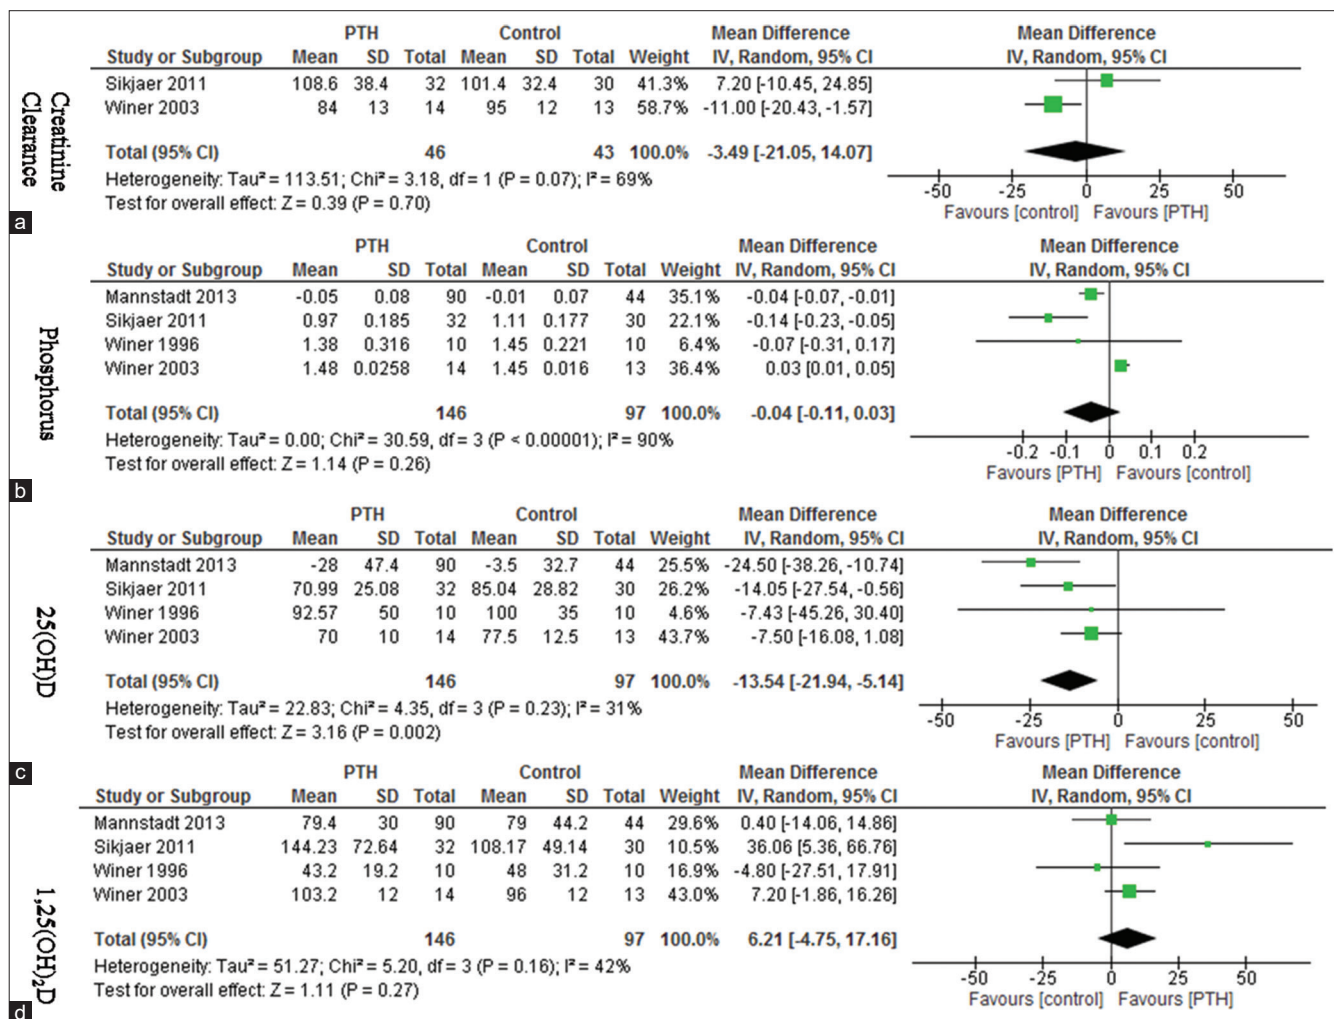 Creatinine
Clearance
PTH Control Mean Difference Mean Difference
Study or Subgroup Mean SD Total Mean SD Total Weight IV, Random, 95% CI IV, Random, 95% CI
Sikjaer 2011 108.6 38.4 32 101.4 32.4 30 41.3% 7.20 [-10.45, 24.85]
Winer 2003 84 13 14 95 12 13 58.7% -11.00 [-20.43, -1.57]
Total (95% CI) 46 43 100.0% -3.49 [-21.05, 14.07]
Heterogeneity: Tau² = 113.51; Chi² = 3.18, df = 1 (P = 0.07); I² = 69%
Test for overall effect: Z = 0.39 (P = 0.70)
-50 -25 0 25 50
Favours [control] Favours [PTH]
a
Phosphorus
PTH Control Mean Difference Mean Difference
Study or Subgroup Mean SD Total Mean SD Total Weight IV, Random, 95% CI IV, Random, 95% CI
Mannstadt 2013 -0.05 0.08 90 -0.01 0.07 44 35.1% -0.04 [-0.07, -0.01]
Sikjaer 2011 0.97 0.185 32 1.11 0.177 30 22.1% -0.14 [-0.23, -0.05]
Winer 1996 1.38 0.316 10 1.45 0.221 10 6.4% -0.07 [-0.31, 0.17]
Winer 2003 1.48 0.0258 14 1.45 0.016 13 36.4% 0.03 [0.01, 0.05]
Total (95% CI) 146 97 100.0% -0.04 [-0.11, 0.03]
Heterogeneity: Tau² = 0.00; Chi² = 30.59, df = 3 (P < 0.00001); I² = 90%
Test for overall effect: Z = 1.14 (P = 0.26)
-0.2 -0.1 0 0.1 0.2
Favours [PTH] Favours [control]
b
25(OH)D
PTH Control Mean Difference Mean Difference
Study or Subgroup Mean SD Total Mean SD Total Weight IV, Random, 95% CI IV, Random, 95% CI
Mannstadt 2013 -28 47.4 90 -3.5 32.7 44 25.5% -24.50 [-38.26, -10.74]
Sikjaer 2011 70.99 25.08 32 85.04 28.82 30 26.2% -14.05 [-27.54, -0.56]
Winer 1996 92.57 50 10 100 35 10 4.6% -7.43 [-45.26, 30.40]
Winer 2003 70 10 14 77.5 12.5 13 43.7% -7.50 [-16.08, 1.08]
Total (95% CI) 146 97 100.0% -13.54 [-21.94, -5.14]
Heterogeneity: Tau² = 22.83; Chi² = 4.35, df = 3 (P = 0.23); I² = 31%
Test for overall effect: Z = 3.16 (P = 0.002)
-50 -25 0 25 50
Favours [PTH] Favours [control]
c
1,25(OH)₂D
PTH Control Mean Difference Mean Difference
Study or Subgroup Mean SD Total Mean SD Total Weight IV, Random, 95% CI IV, Random, 95% CI
Mannstadt 2013 79.4 30 90 79 44.2 44 29.6% 0.40 [-14.06, 14.86]
Sikjaer 2011 144.23 72.64 32 108.17 49.14 30 10.5% 36.06 [5.36, 66.76]
Winer 1996 43.2 19.2 10 48 31.2 10 16.9% -4.80 [-27.51, 17.91]
Winer 2003 103.2 12 14 96 12 13 43.0% 7.20 [-1.86, 16.26]
Total (95% CI) 146 97 100.0% 6.21 [-4.75, 17.16]
Heterogeneity: Tau² = 51.27; Chi² = 5.20, df = 3 (P = 0.16); I² = 42%
Test for overall effect: Z = 1.11 (P = 0.27)
-50 -25 0 25 50
Favours [control] Favours [PTH]
d